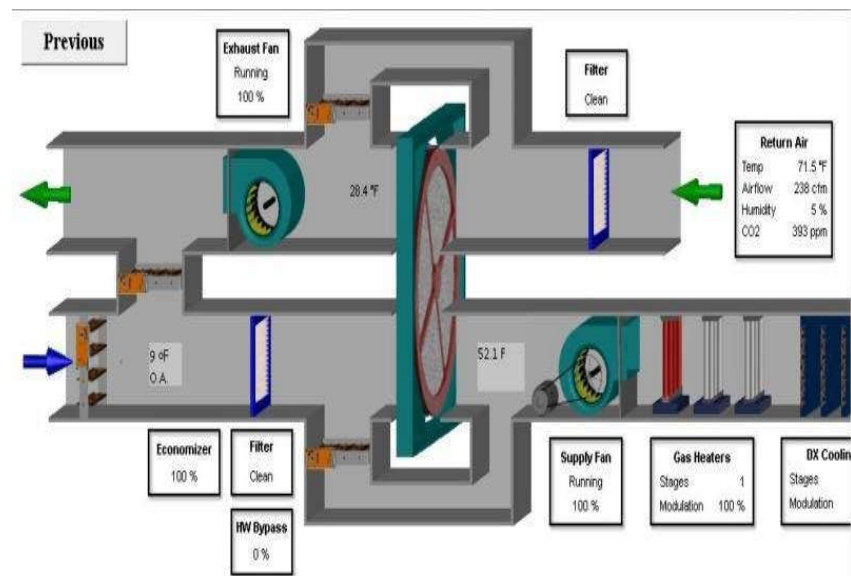 Previous
Exhaust Fan
Running
100 %
Filter
Clean
Return Air
Temp 71.5 °F
Airflow 238 cfm
Humidity 5 %
CO2 393 ppm
28.4 °F
9 ºF
O.A.
52.1 F
Economizer
100 %
Filter
Clean
HW Bypass
0 %
Supply Fan
Running
100 %
Gas Heaters
Stages 1
Modulation 100 %
DX Coolin
Stages
Modulation